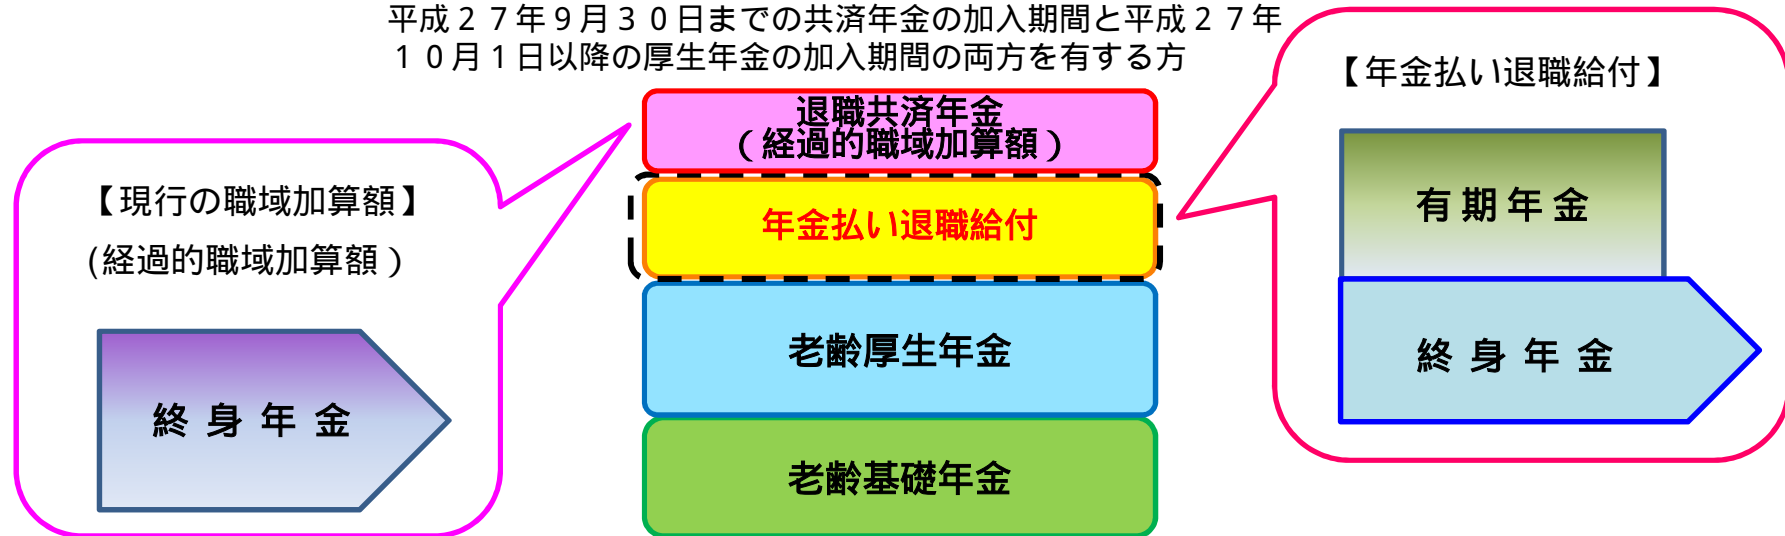 平成２７年９月３０日までの共済年金の加入期間と平成２７年
１０月１日以降の厚生年金の加入期間の両方を有する方
【現行の職域加算額】
(経過的職域加算額）
終身年金
退職共済年金
（経過的職域加算額）
年金払い退職給付
老齢厚生年金
老齢基礎年金
【年金払い退職給付】
有期年金
終身年金